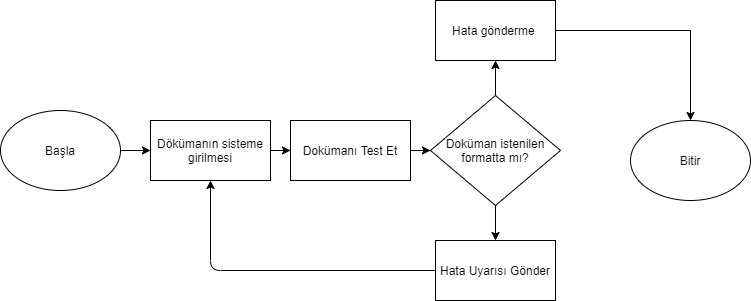 Hata gönderme
Başla
Dökümanın sisteme
girilmesi
Dokümanı Test Et
Doküman istenilen
formatta mı?
Bitir
Hata Uyarısı Gönder